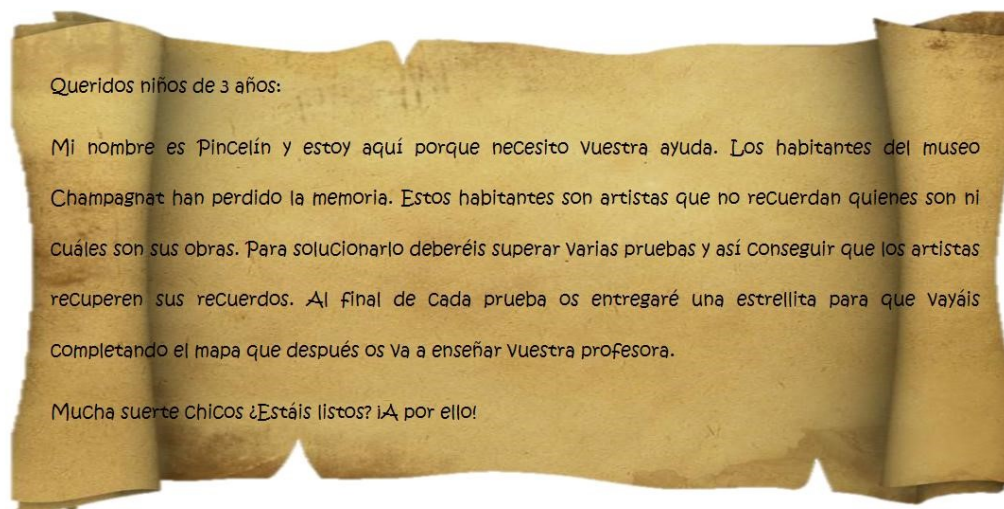 Queridos niños de 3 años:
Mi nombre es Pincelín y estoy aquí porque necesito vuestra ayuda. Los habitantes del museo
Champagnat han perdido la memoria. Estos habitantes son artistas que no recuerdan quienes son ni
cuáles son sus obras. Para solucionarlo deberéis superar varias pruebas y así conseguir que los artistas
recuperen sus recuerdos. Al final de cada prueba os entregaré una estrellita para que vayáis
completando el mapa que después os va a enseñar vuestra profesora.
Mucha suerte chicos ¿Estáis listos? ¡A por ello!